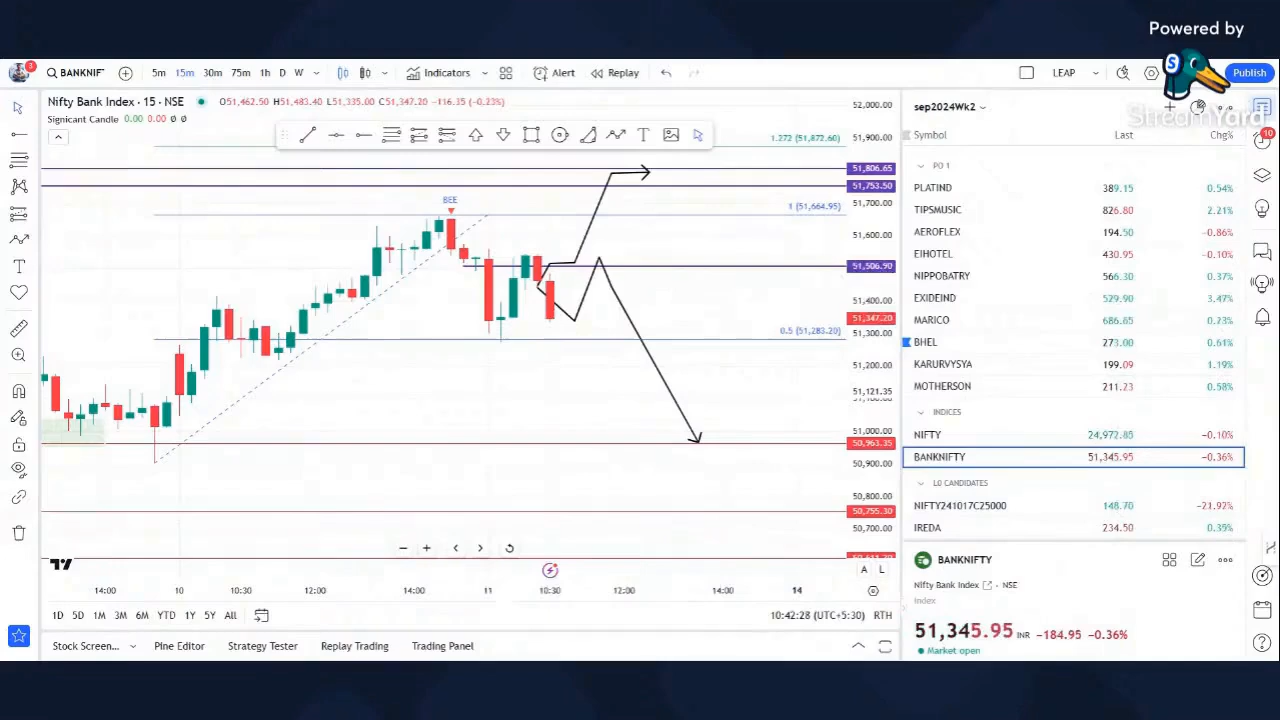 Powered by
StreamYard
3 BANKNIF 5m 15m 30m 75m 1h D W Indicators Alert Replay LEAP Publish
Nifty Bank Index · 15 · NSE O51,462.50 H51,483.40 L51,335.00 C51,347.20 -116.35 (-0.23%)
Signicant Candle 0.00 0.00 Ø Ø
52,000.00
1.272 (51,872.60) 51,900.00
51,806.65
51,753.50
BEE
1 (51,664.95) 51,700.00
51,600.00
51,506.90
51,400.00
51,347.20
0.5 (51,283.20) 51,300.00
51,200.00
51,121.35
51,000.00
50,963.35
50,900.00
50,800.00
50,755.30
50,700.00
A L
14:00 10 10:30 12:00 14:00 11 10:30 12:00 14:00 14
1D 5D 1M 3M 6M YTD 1Y 5Y All 10:42:28 (UTC+5:30) RTH
Stock Screen... Pine Editor Strategy Tester Replay Trading Trading Panel
sep2024Wk2
10
Symbol Last Chg%
PO 1
PLATIND 389.15 0.54%
TIPSMUSIC 826.80 2.21%
AEROFLEX 194.50 -0.86%
EIHOTEL 430.95 -0.10%
NIPPOBATRY 566.30 0.37%
EXIDEIND 529.90 3.47%
MARICO 686.65 0.23%
BHEL 273.00 0.61%
KARURVYSYA 199.09 1.19%
MOTHERSON 211.23 0.58%
INDICES
NIFTY 24,972.85 -0.10%
BANKNIFTY 51,345.95 -0.36%
L0 CANDIDATES
NIFTY241017C25000 148.70 -21.92%
IREDA 234.50 0.39%
BANKNIFTY
Nifty Bank Index · NSE
Index
51,345.95 INR -184.95 -0.36%
Market open